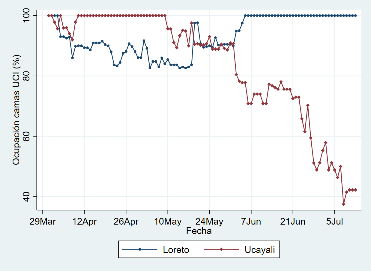 Ocupación camas UCI (%)
100
80
60
40
29Mar 12Apr 26Apr 10May 24May 7Jun 21Jun 5Jul
Fecha
Loreto Ucayali